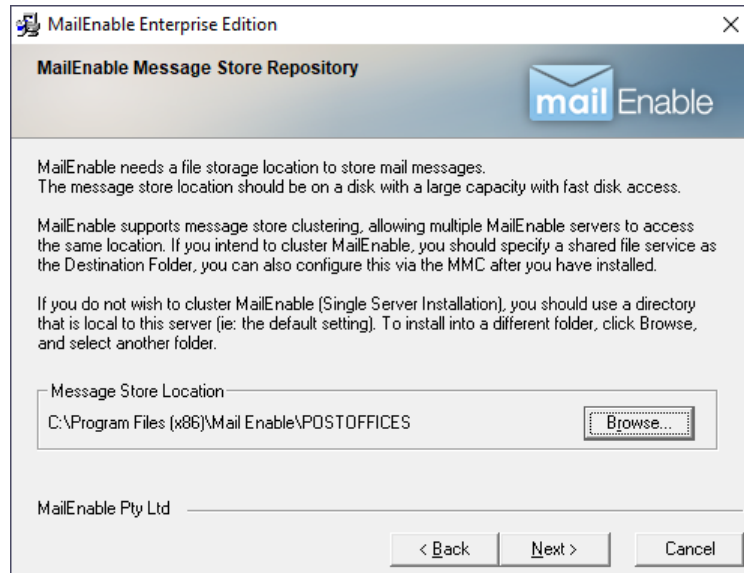 MailEnable Enterprise Edition
MailEnable Message Store Repository
mail Enable
MailEnable needs a file storage location to store mail messages.
The message store location should be on a disk with a large capacity with fast disk access.
MailEnable supports message store clustering, allowing multiple MailEnable servers to access
the same location. If you intend to cluster MailEnable, you should specify a shared file service as
the Destination Folder, you can also configure this via the MMC after you have installed.
If you do not wish to cluster MailEnable (Single Server Installation), you should use a directory
that is local to this server (ie: the default setting). To install into a different folder, click Browse,
and select another folder.
Message Store Location
C:\Program Files (x86)\Mail Enable\POSTOFFICES
Browse...
MailEnable Pty Ltd
< Back
Next >
Cancel